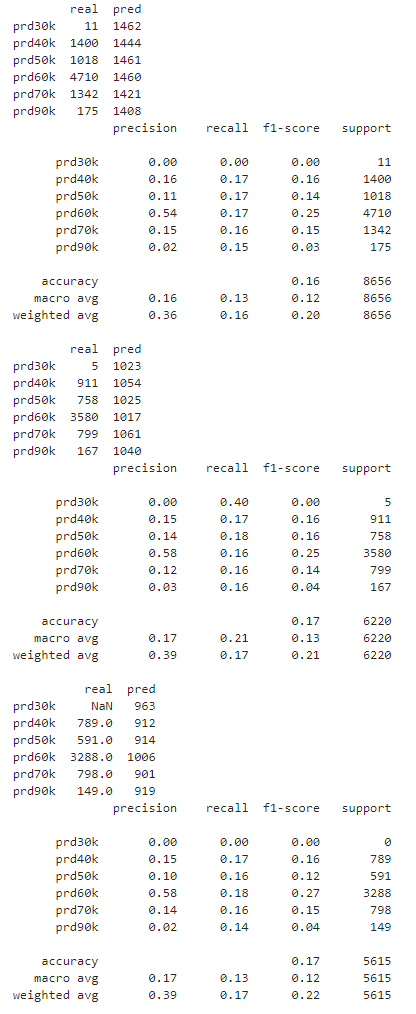 real pred
prd30k 11 1462
prd40k 1400 1444
prd50k 1018 1461
prd60k 4710 1460
prd70k 1342 1421
prd90k 175 1408
precision recall f1-score support
prd30k 0.00 0.00 0.00 11
prd40k 0.16 0.17 0.16 1400
prd50k 0.11 0.17 0.14 1018
prd60k 0.54 0.17 0.25 4710
prd70k 0.15 0.16 0.15 1342
prd90k 0.02 0.15 0.03 175
accuracy 0.16 8656
macro avg 0.16 0.13 0.12 8656
weighted avg 0.36 0.16 0.20 8656
real pred
prd30k 5 1023
prd40k 911 1054
prd50k 758 1025
prd60k 3580 1017
prd70k 799 1061
prd90k 167 1040
precision recall f1-score support
prd30k 0.00 0.40 0.00 5
prd40k 0.15 0.17 0.16 911
prd50k 0.14 0.18 0.16 758
prd60k 0.58 0.16 0.25 3580
prd70k 0.12 0.16 0.14 799
prd90k 0.03 0.16 0.04 167
accuracy 0.17 6220
macro avg 0.17 0.21 0.13 6220
weighted avg 0.39 0.17 0.21 6220
real pred
prd30k NaN 963
prd40k 789.0 912
prd50k 591.0 914
prd60k 3288.0 1006
prd70k 798.0 901
prd90k 149.0 919
precision recall f1-score support
prd30k 0.00 0.00 0.00 0
prd40k 0.15 0.17 0.16 789
prd50k 0.10 0.16 0.12 591
prd60k 0.58 0.18 0.27 3288
prd70k 0.14 0.16 0.15 798
prd90k 0.02 0.14 0.04 149
accuracy 0.17 5615
macro avg 0.17 0.13 0.12 5615
weighted avg 0.39 0.17 0.22 5615